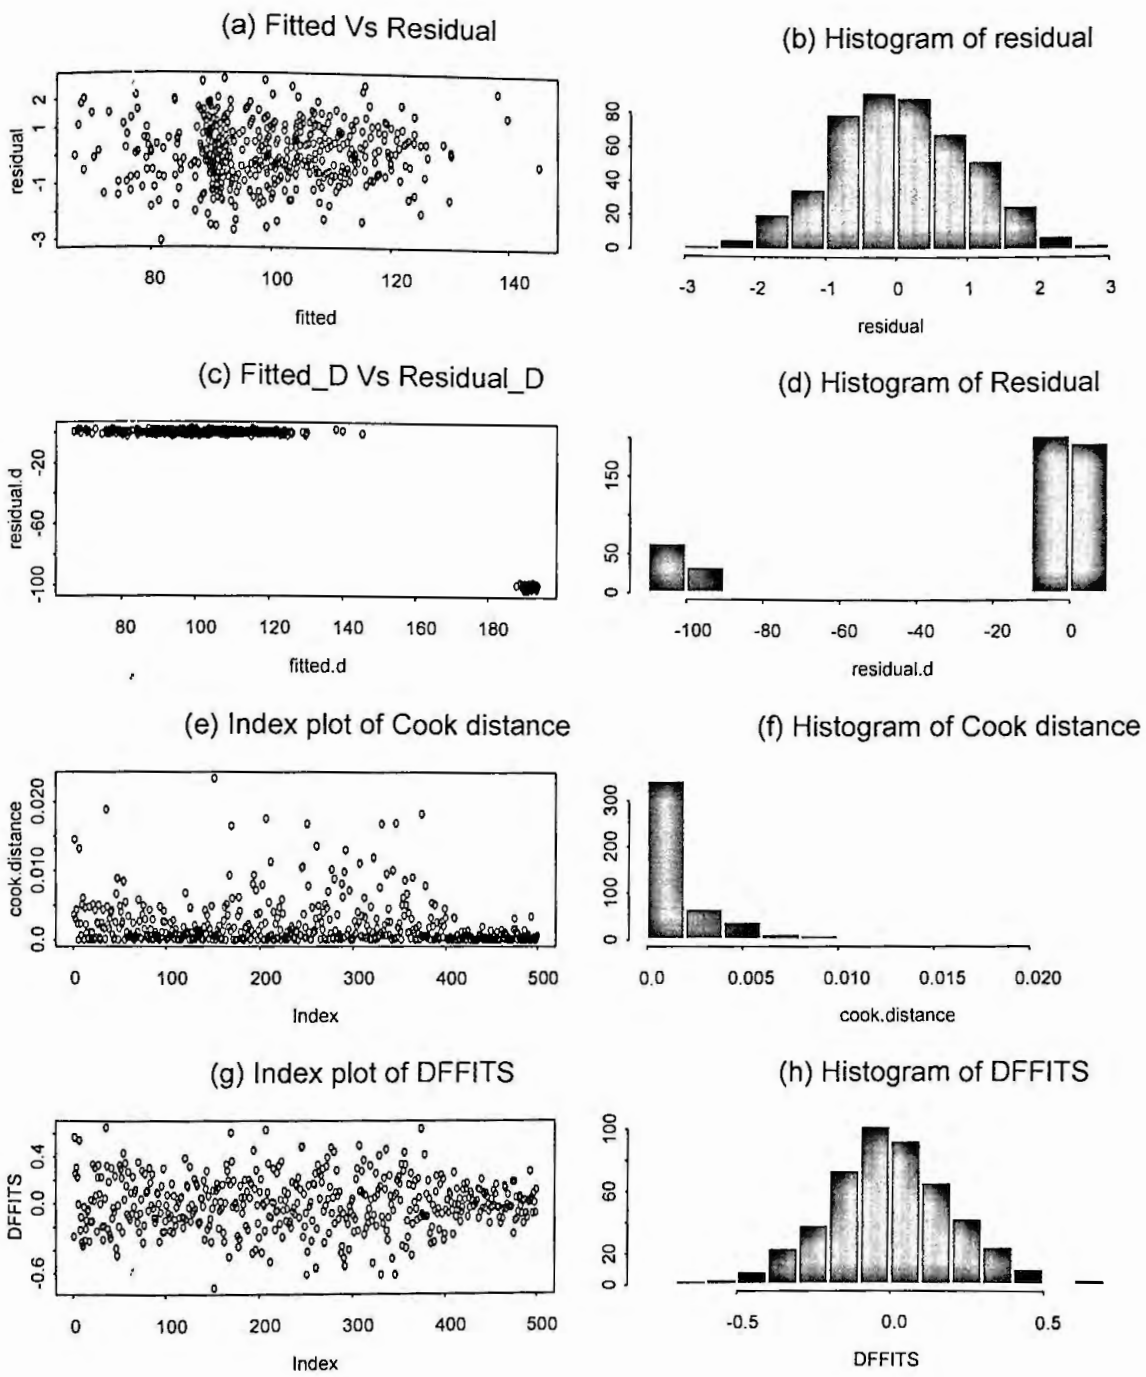 (a) Fitted Vs Residual
residual
2
1
-1
-3
80 100 120 140
fitted
(b) Histogram of residual
80
60
40
20
0
-3 -2 -1 0 1 2 3
residual
(c) Fitted_D Vs Residual_D
residual.d
-20
-60
-100
80 100 120 140 160 180
fitted.d
(d) Histogram of Residual
150
50
0
-100 -80 -60 -40 -20 0
residual.d
(e) Index plot of Cook distance
cook.distance
0.020
0.010
0.0
0 100 200 300 400 500
Index
(f) Histogram of Cook distance
300
200
100
0
0.0 0.005 0.010 0.015 0.020
cook.distance
(g) Index plot of DFFITS
DFFITS
0.4
0.0
-0.6
0 100 200 300 400 500
Index
(h) Histogram of DFFITS
100
60
20
0
-0.5 0.0 0.5
DFFITS